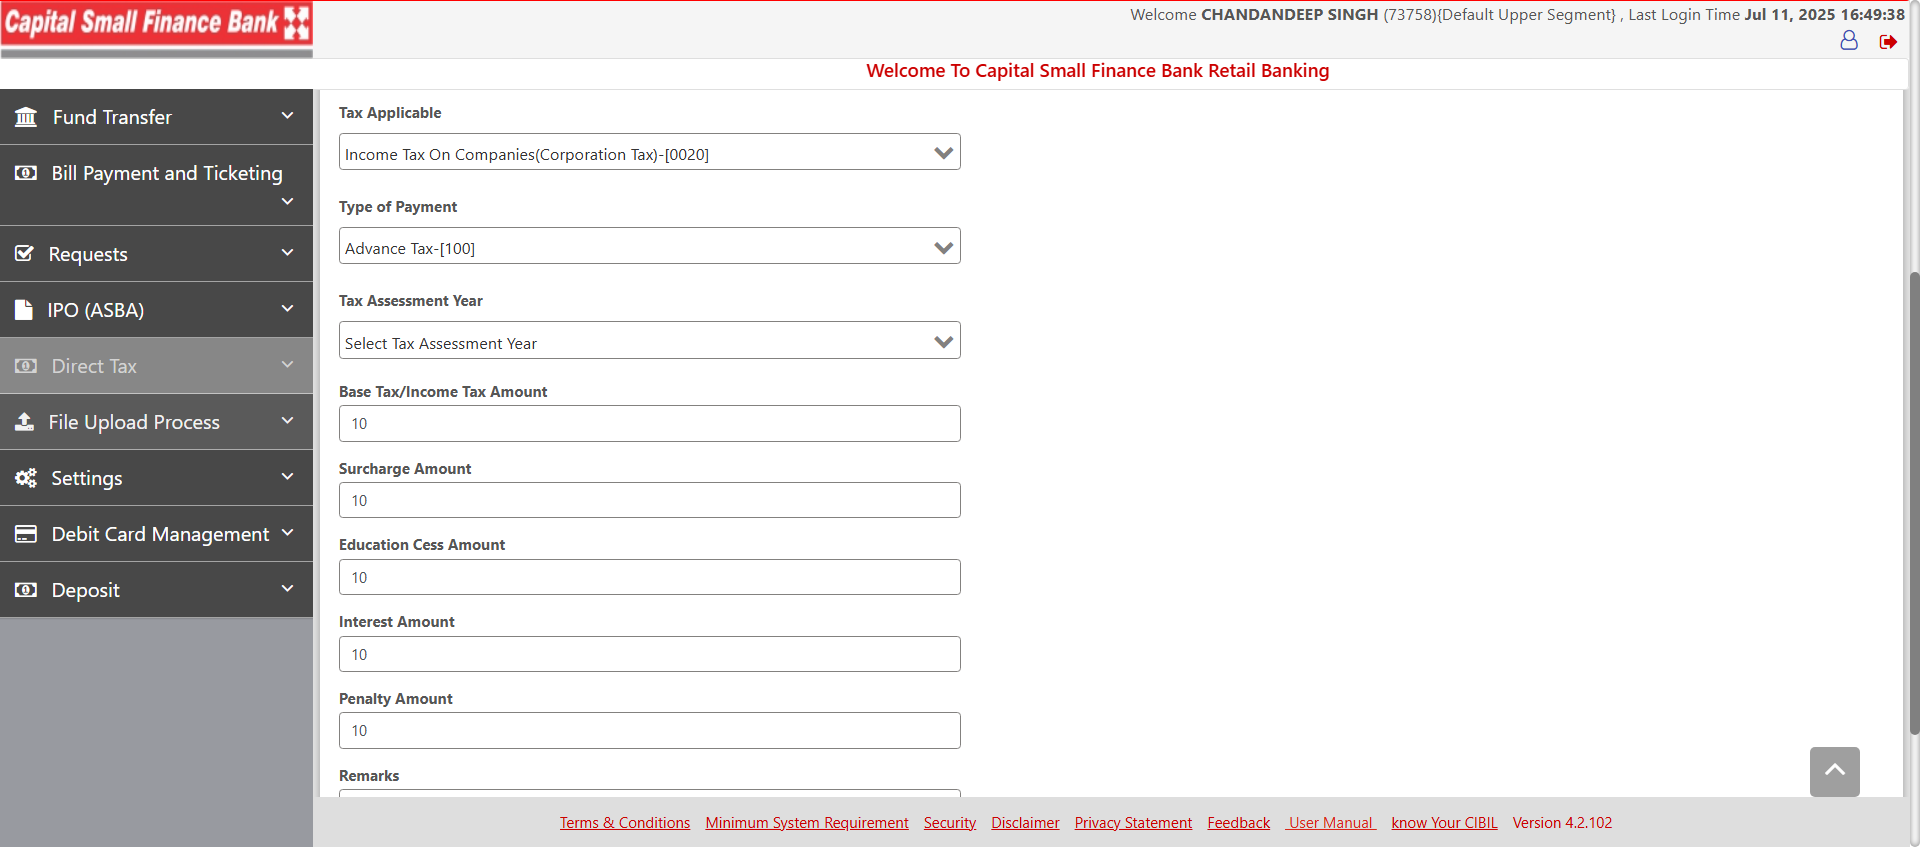 Capital Small Finance Bank
Welcome CHANDANDEEP SINGH (73758){Default Upper Segment} , Last Login Time Jul 11, 2025 16:49:38
Welcome To Capital Small Finance Bank Retail Banking
Fund Transfer
Bill Payment and Ticketing
Requests
IPO (ASBA)
Direct Tax
File Upload Process
Settings
Debit Card Management
Deposit
Tax Applicable
Income Tax On Companies(Corporation Tax)-[0020]
Type of Payment
Advance Tax-[100]
Tax Assessment Year
Select Tax Assessment Year
Base Tax/Income Tax Amount
10
Surcharge Amount
10
Education Cess Amount
10
Interest Amount
10
Penalty Amount
10
Remarks
Terms & Conditions Minimum System Requirement Security Disclaimer Privacy Statement Feedback User Manual know Your CIBIL Version 4.2.102